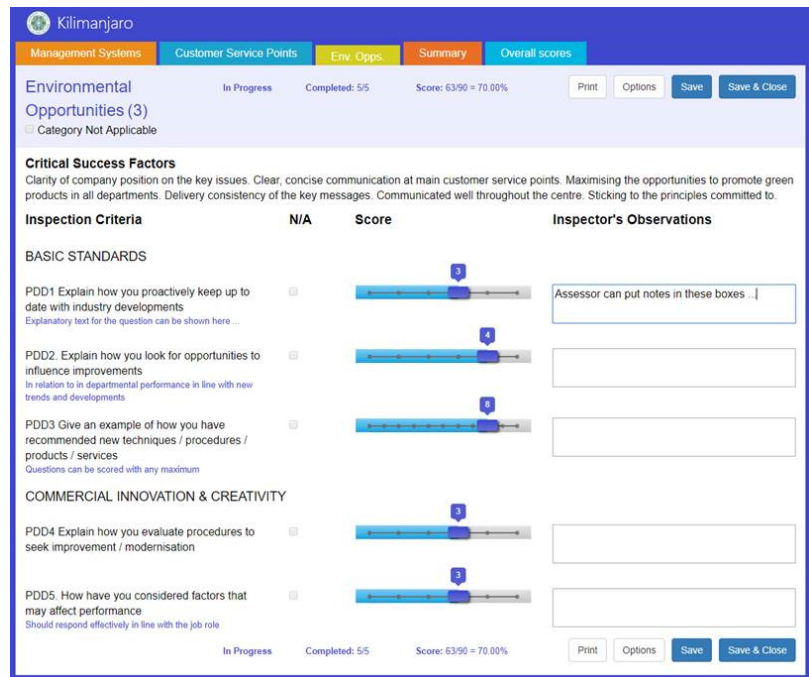 Kilimanjaro
Management Systems Customer Service Points Env. Opps. Summary Overall scores
Environmental In Progress Completed: 5/5 Score: 63/90 = 70.00% Print Options Save Save & Close
Opportunities (3)
Category Not Applicable
Critical Success Factors
Clarity of company position on the key issues. Clear, concise communication at main customer service points. Maximising the opportunities to promote green
products in all departments. Delivery consistency of the key messages. Communicated well throughout the centre. Sticking to the principles committed to.
Inspection Criteria N/A Score Inspector's Observations
BASIC STANDARDS
3
PDD1 Explain how you proactively keep up to Assessor can put notes in these boxes ...
date with industry developments
Explanatory text for the question can be shown here ...
4
PDD2. Explain how you look for opportunities to
influence improvements
In relation to in departmental performance in line with new
trends and developments
8
PDD3 Give an example of how you have
recommended new techniques / procedures /
products / services
Questions can be scored with any maximum
COMMERCIAL INNOVATION & CREATIVITY
3
PDD4 Explain how you evaluate procedures to
seek improvement / modernisation
3
PDD5. How have you considered factors that
may affect performance
Should respond effectively in line with the job role
In Progress Completed: 5/5 Score: 63/90 = 70.00% Print Options Save Save & Close